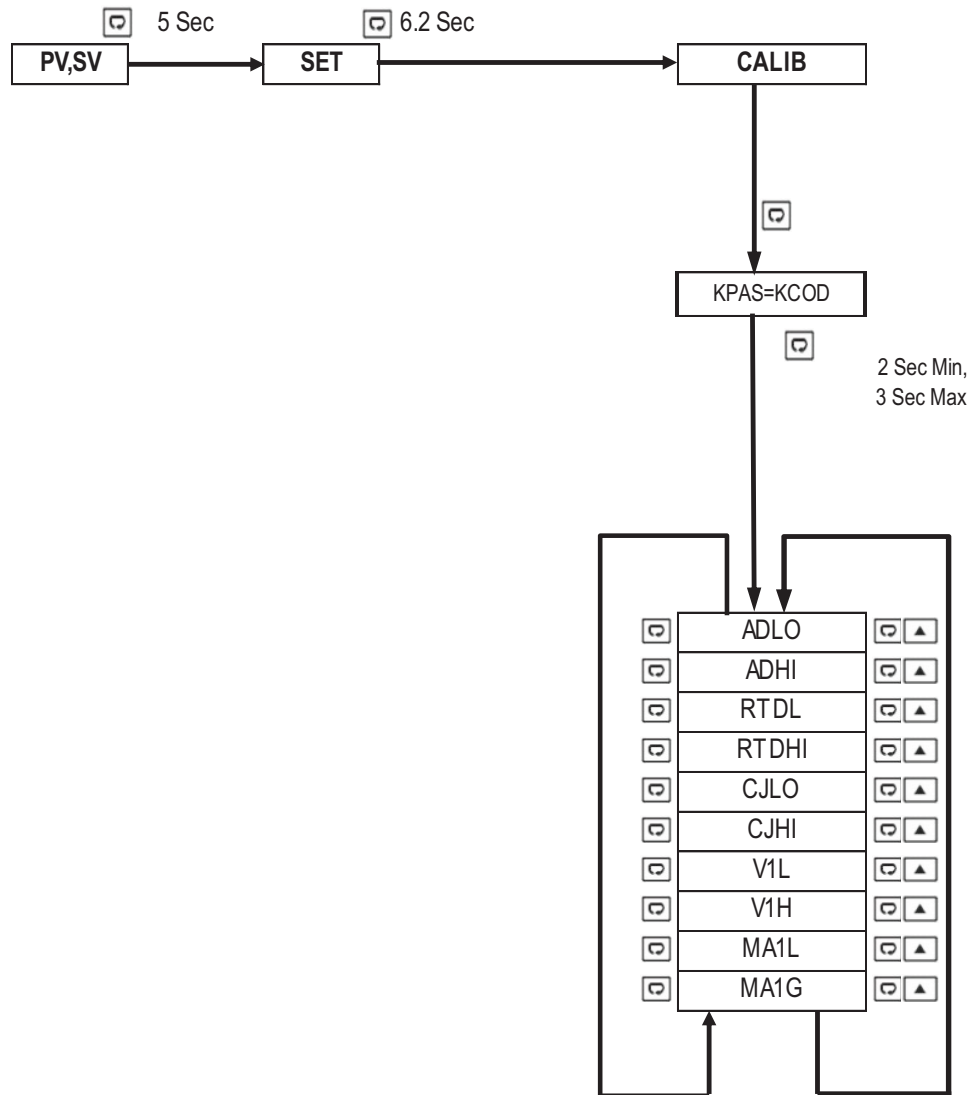 5 Sec
6.2 Sec
PV,SV
SET
CALIB
KPAS=KCOD
2 Sec Min,
3 Sec Max
ADLO
ADHI
RTDL
RTDHI
CJLO
CJHI
V1L
V1H
MA1L
MA1G